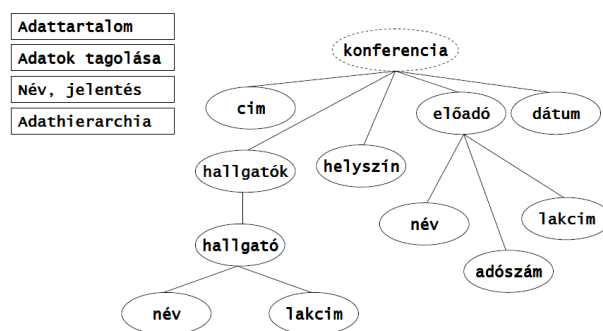 Adattartalom
Adatok tagolása
Név, jelentés
Adathierarchia
konferencia
cim
előadó
dátum
hallgatók
helyszín
név
lakcim
hallgató
adószám
név
lakcim